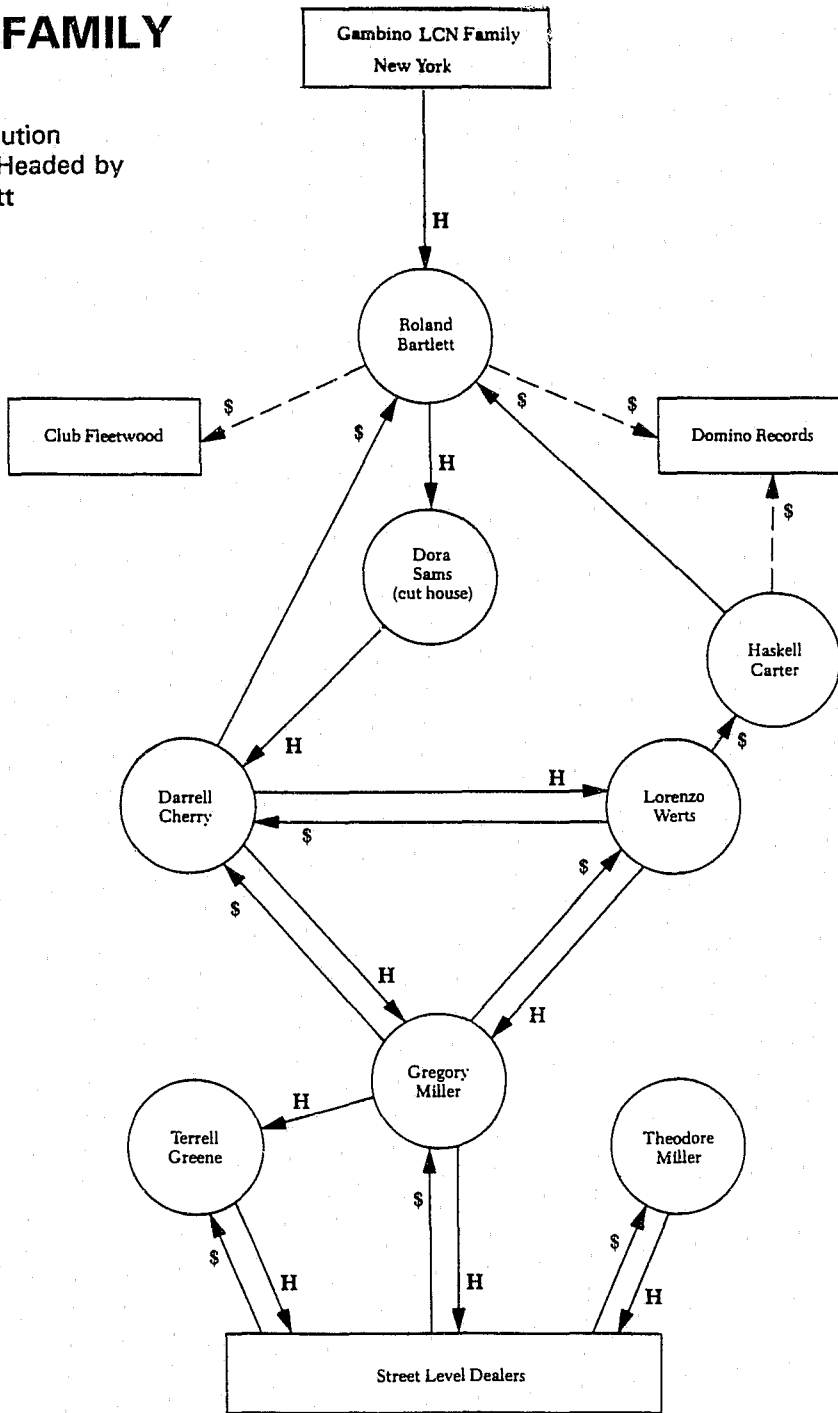 FAMILY
ution
Headed by
tt
Gambino LCN Family
New York
H
Roland
Bartlett
$
$
$
$
Club Fleetwood
Domino Records
H
$
Dora
Sams
(cut house)
Haskell
Carter
H
$
Darrell
Cherry
H
$
Lorenzo
Werts
$
$
H
H
Gregory
Miller
H
Terrell
Greene
Theodore
Miller
$
$
$
H
H
H
Street Level Dealers